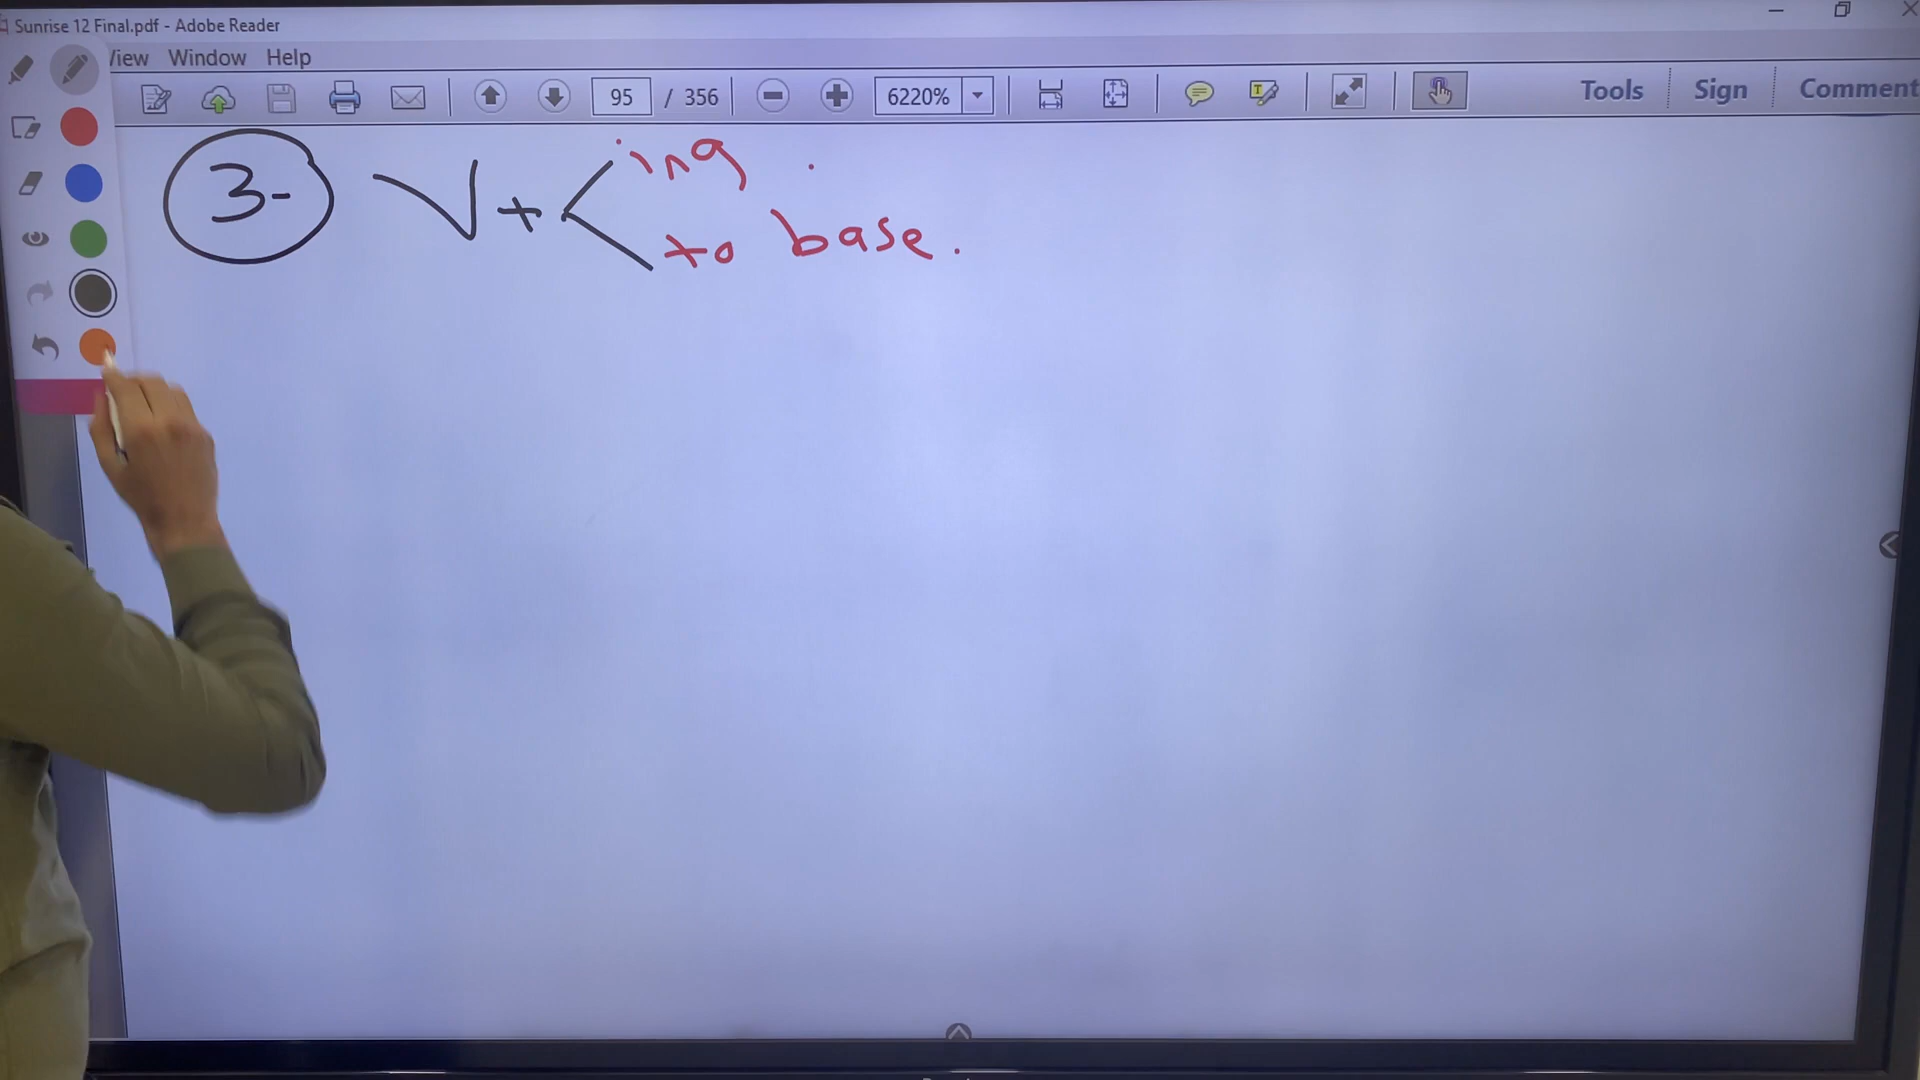 Sunrise 12 Final.pdf - Adobe Reader
View Window Help
95 / 356 6220% Tools Sign Comment
3- V + < ing .
to base.